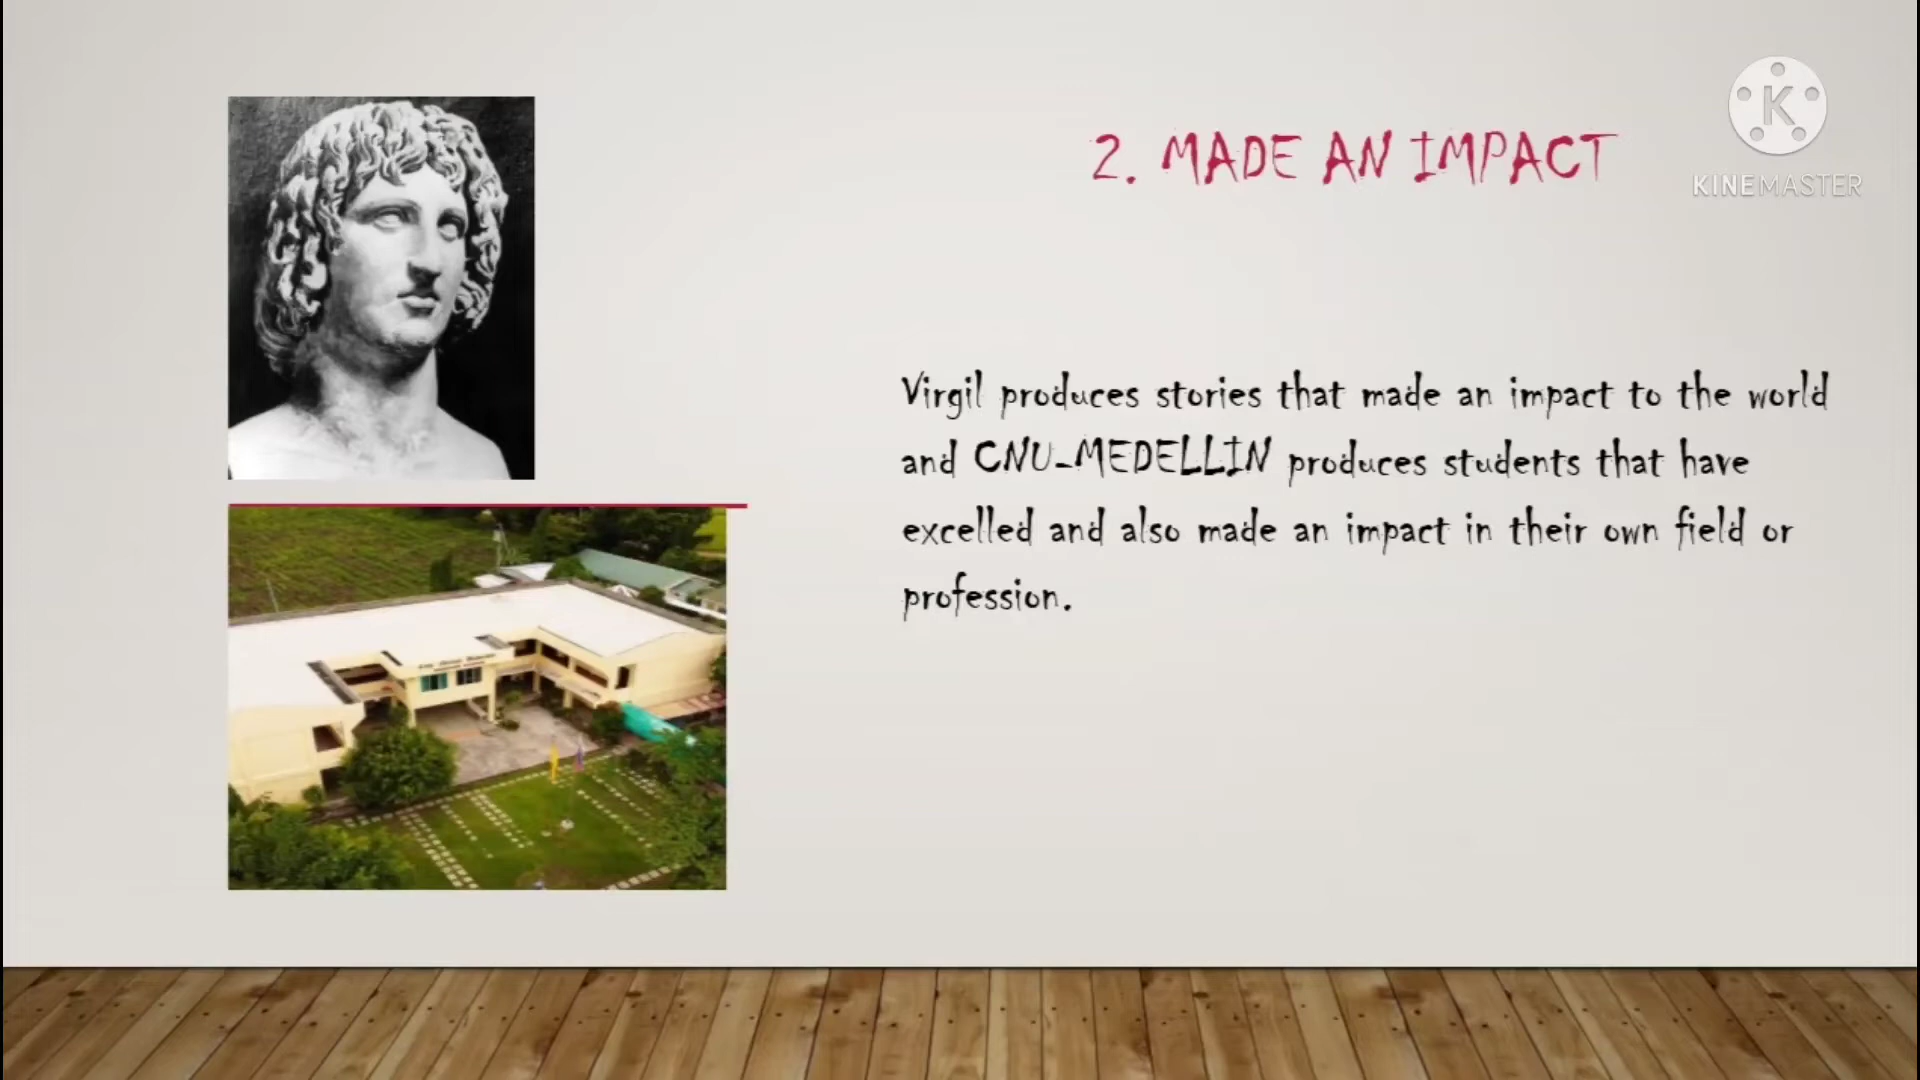 2. MADE AN IMPACT
K
KINEMASTER
Virgil produces stories that made an impact to the world
and CNU-MEDELLIN produces students that have
excelled and also made an impact in their own field or
profession.